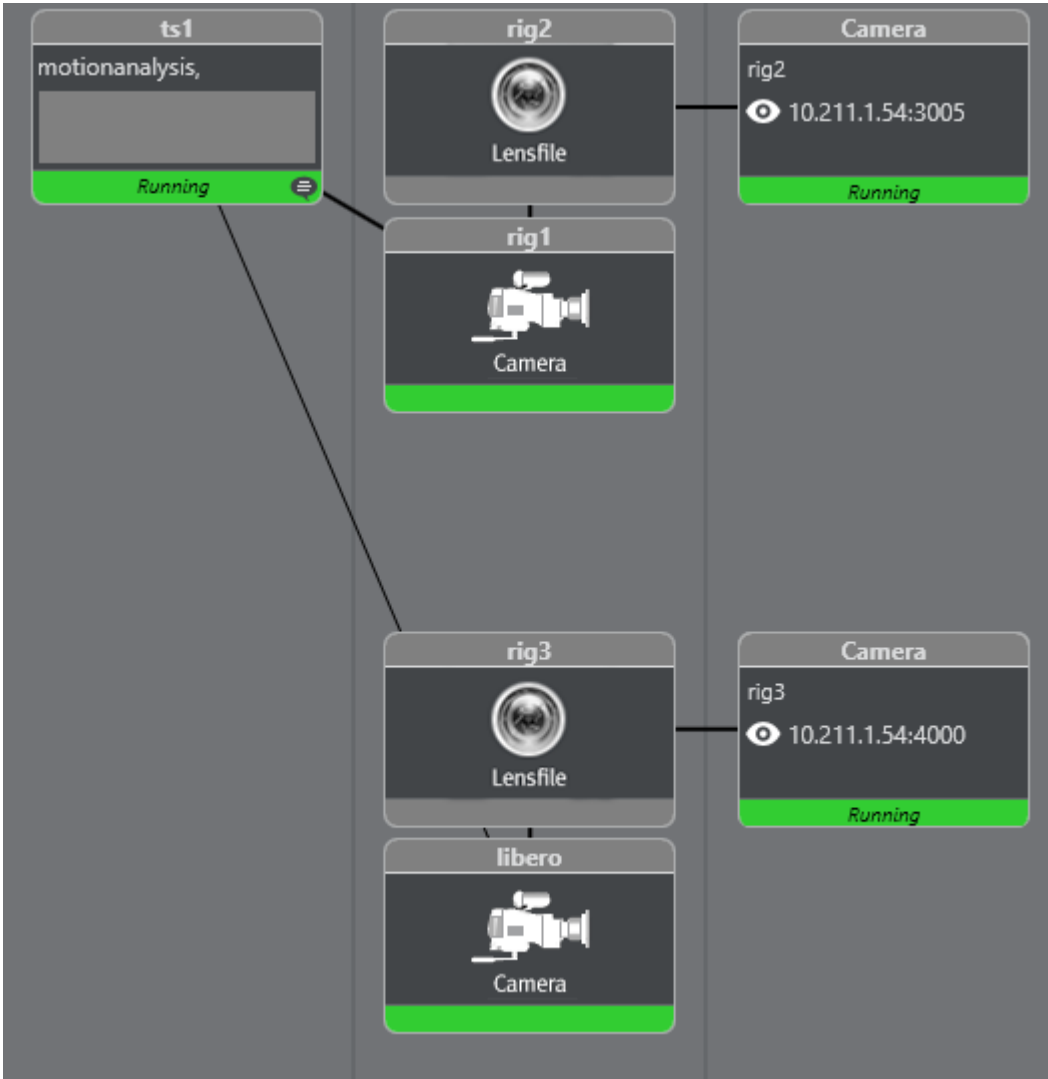 ts1
motionanalysis,
Running
rig2
Lensfile
rig1
Camera
Camera
rig2
10.211.1.54:3005
Running
rig3
Lensfile
libero
Camera
Camera
rig3
10.211.1.54:4000
Running